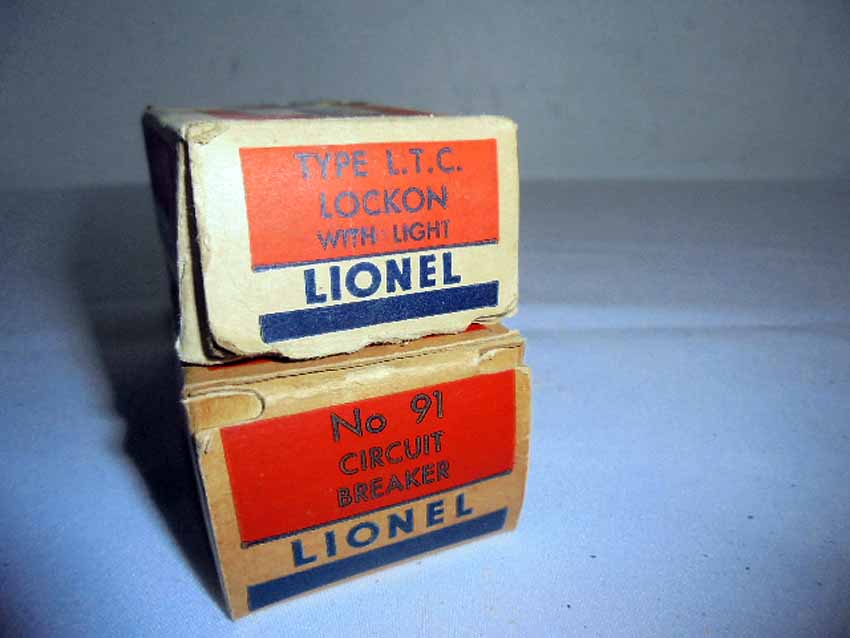 TYPE L.T.C.
LOCKON
WITH LIGHT
LIONEL
No 91
CIRCUIT
BREAKER
LIONEL